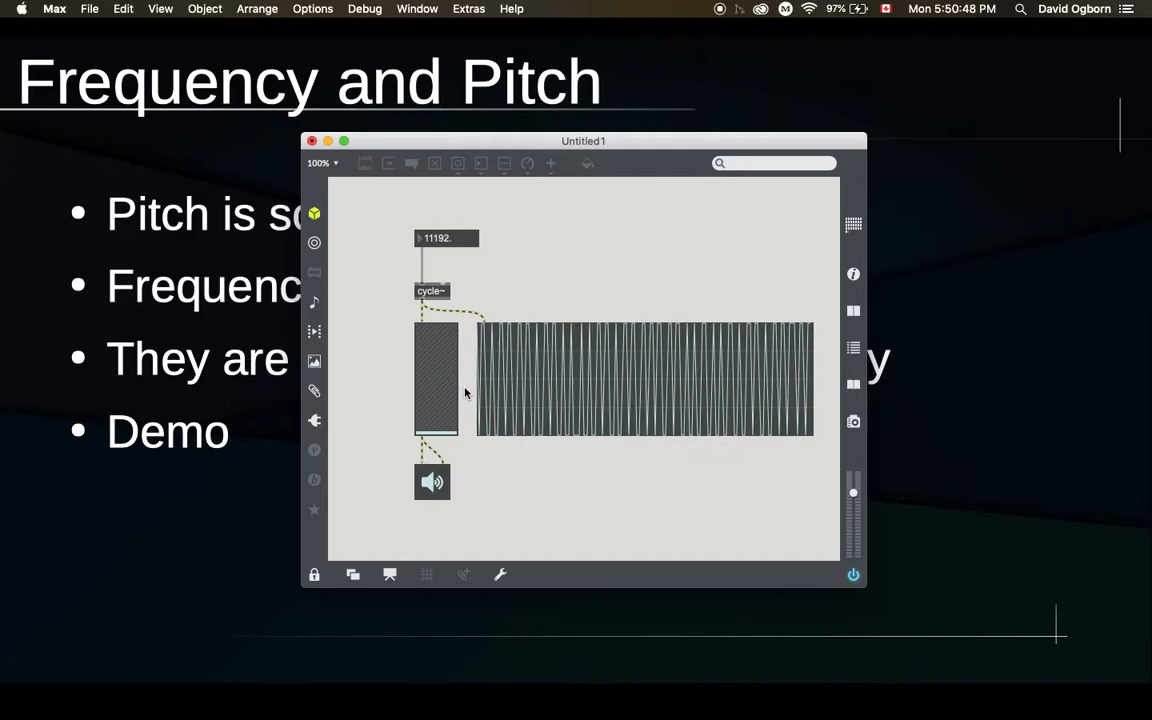 Max File Edit View Object Arrange Options Debug Window Extras Help 97% Mon 5:50:48 PM David Ogborn
Frequency and Pitch
Untitled1
100%
• Pitch is
11192.
• 
cycle~
• They are
• Demo